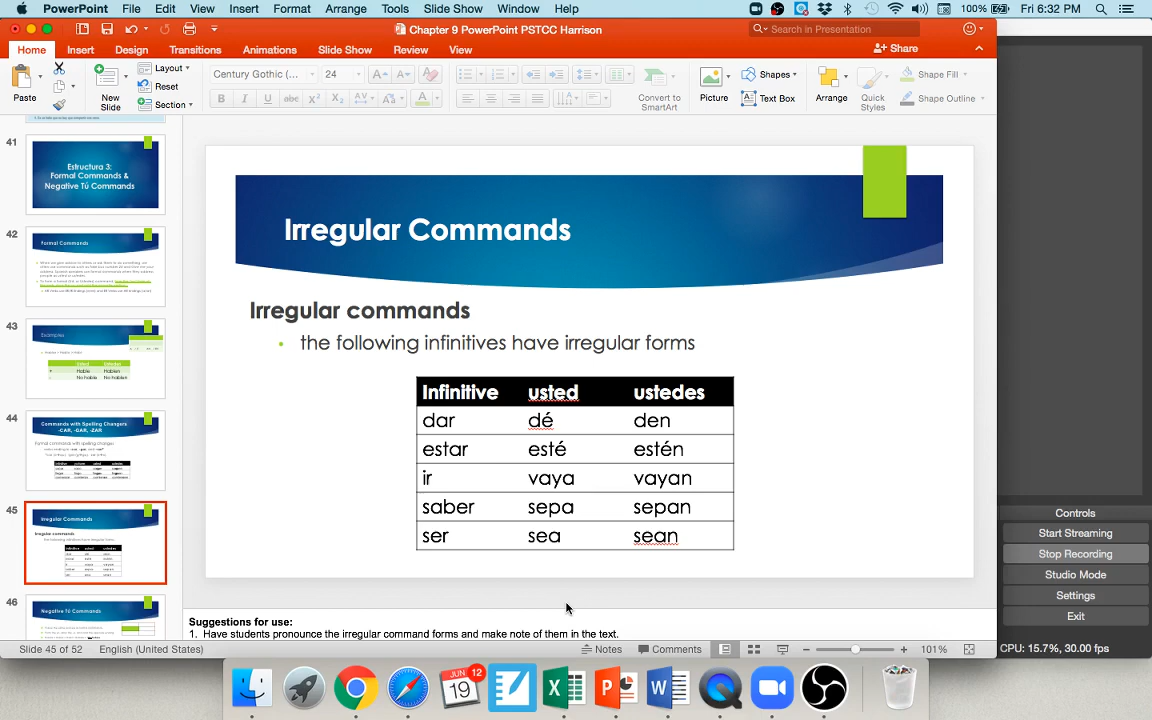 PowerPoint File Edit View Insert Format Arrange Tools Slide Show Window Help 100% Fri 6:32 PM
Chapter 9 PowerPoint PSTCC Harrison
Search in Presentation
Home Insert Design Transitions Animations Slide Show Review View Share
Paste
New Slide
Layout
Reset
Section
Century Gothic (... 24
B I U abc X² X₂ AV Aa A
Convert to SmartArt
Picture
Shapes
Text Box
Arrange
Quick Styles
Shape Fill
Shape Outline
41
Estructura 3:
Formal Commands &
Negative Tú Commands
42
Formal Commands
43
Examples
44
Commands with Spelling Changes
-CAR, -GAR, -ZAR
45
Irregular Commands
46
Negative Tú Commands
Irregular Commands
Irregular commands
• the following infinitives have irregular forms
Infinitive usted ustedes
dar dé den
estar esté estén
ir vaya vayan
saber sepa sepan
ser sea sean
Suggestions for use:
1. Have students pronounce the irregular command forms and make note of them in the text.
Slide 45 of 52 English (United States) Notes Comments 101%
Controls
Start Streaming
Stop Recording
Studio Mode
Settings
Exit
CPU: 15.7%, 30.00 fps
JUN 12
19